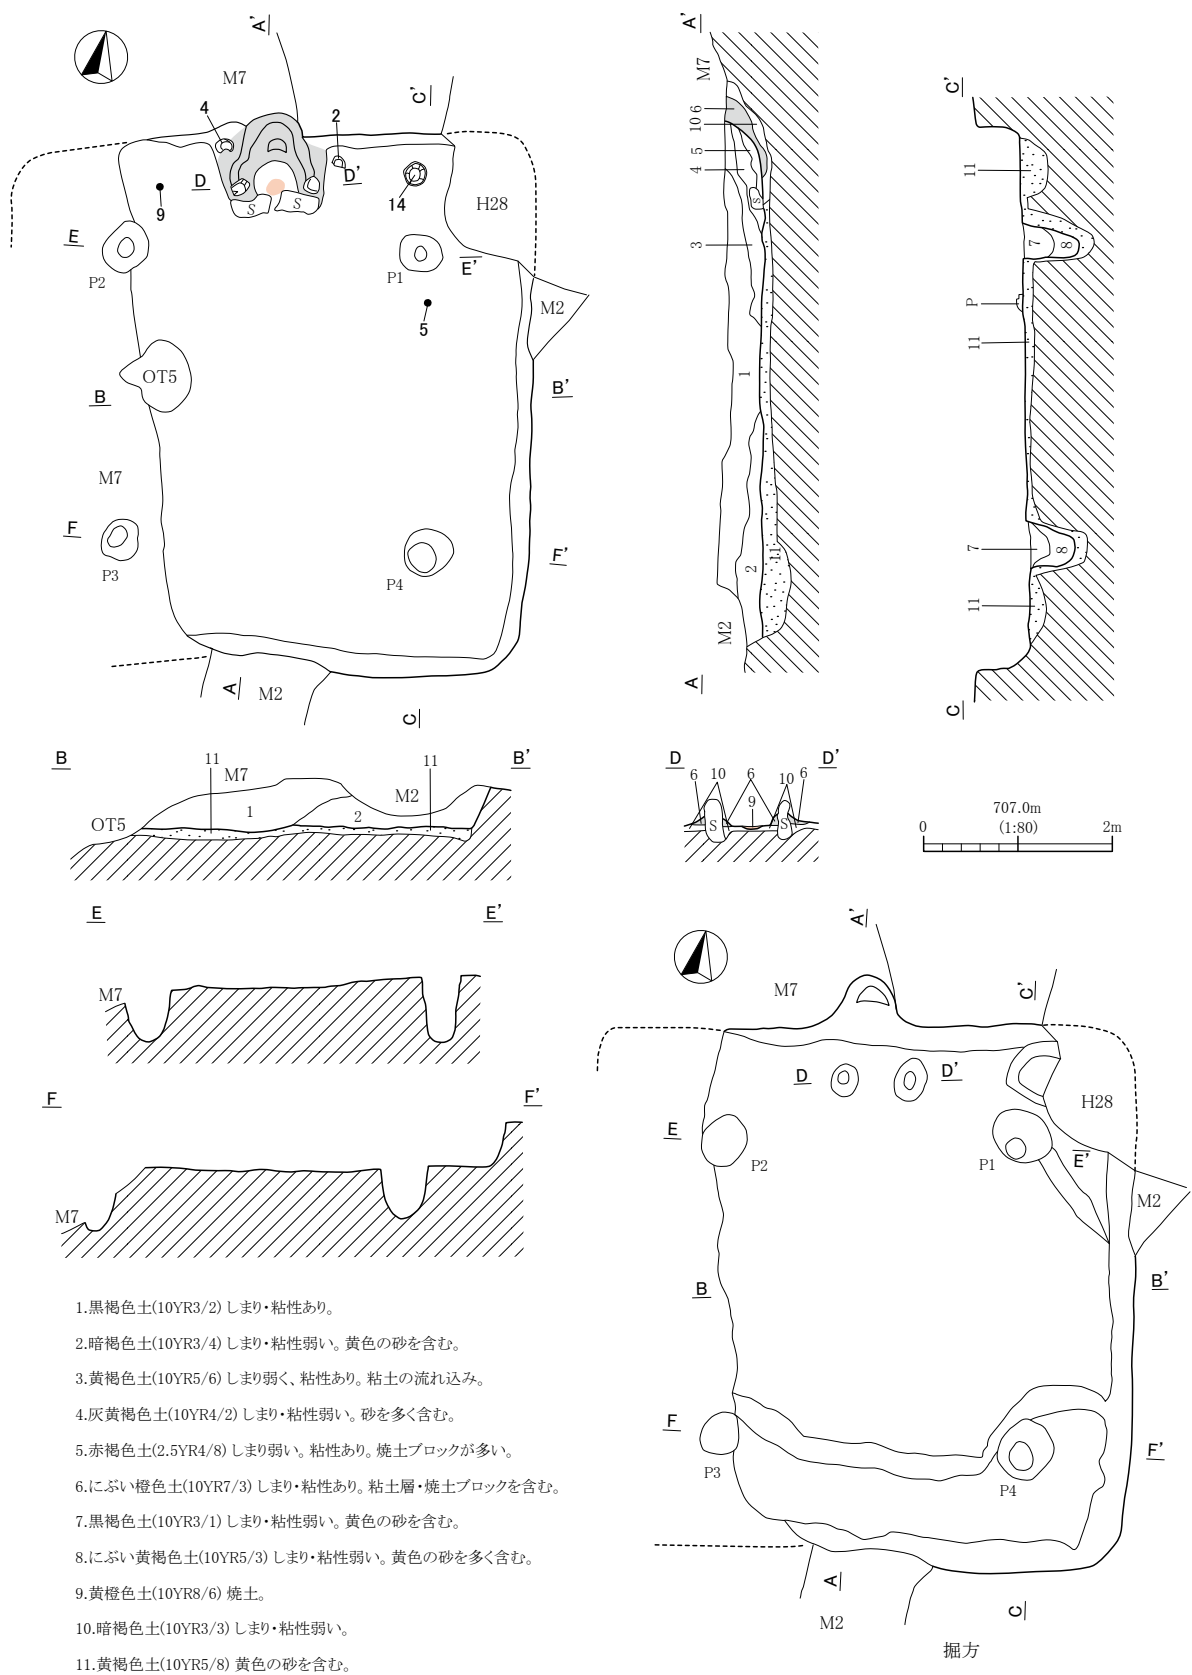 A'
M7
C'
4
2
D
D'
9
14
H28
E
E'
P2
P1
5
M2
OT5
B
B'
M7
F
F'
P3
P4
A
M2
C
S
S
A'
M7
10 6
5
4
S
3
1
2
11
M2
A
C'
11
7
8
P
11
7
8
11
C
B
11
M7
11
B'
M2
OT5
1
2
D
D'
6
10
6
10
6
9
S
S
707.0m
0
(1:80)
2m
E
E'
M7
F
F'
M7
A'
M7
C'
D
D'
H28
E
E'
P2
P1
M2
B
B'
F
F'
P3
P4
A
M2
C
掘方
1.黒褐色土(10YR3/2) しまり・粘性あり。
2.暗褐色土(10YR3/4) しまり・粘性弱い。黄色の砂を含む。
3.黄褐色土(10YR5/6) しまり弱く、粘性あり。粘土の流れ込み。
4.灰黄褐色土(10YR4/2) しまり・粘性弱い。砂を多く含む。
5.赤褐色土(2.5YR4/8) しまり弱い。粘性あり。焼土ブロックが多い。
6.にぶい橙色土(10YR7/3) しまり・粘性あり。粘土層・焼土ブロックを含む。
7.黒褐色土(10YR3/1) しまり・粘性弱い。黄色の砂を含む。
8.にぶい黄褐色土(10YR5/3) しまり・粘性弱い。黄色の砂を多く含む。
9.黄橙色土(10YR8/6) 焼土。
10.暗褐色土(10YR3/3) しまり・粘性弱い。
11.黄褐色土(10YR5/8) 黄色の砂を含む。